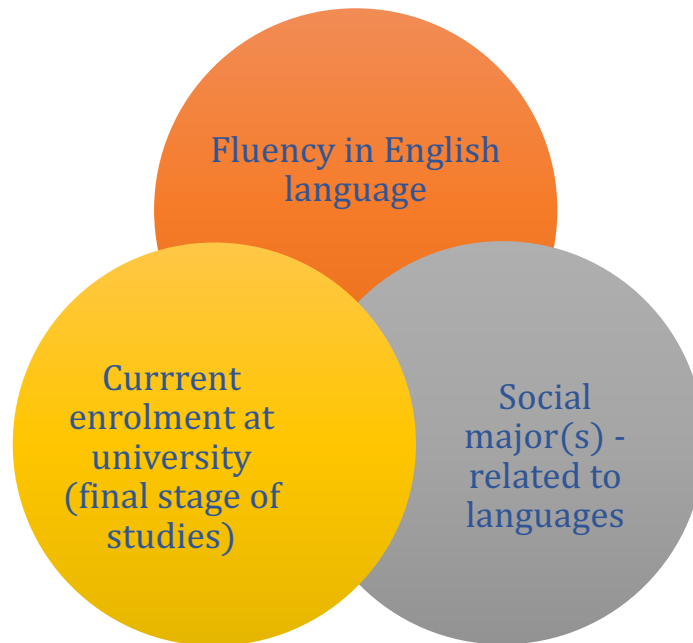 Fluency in English
language
Currrent
enrolment at
university
(final stage of
studies)
Social
major(s) -
related to
languages